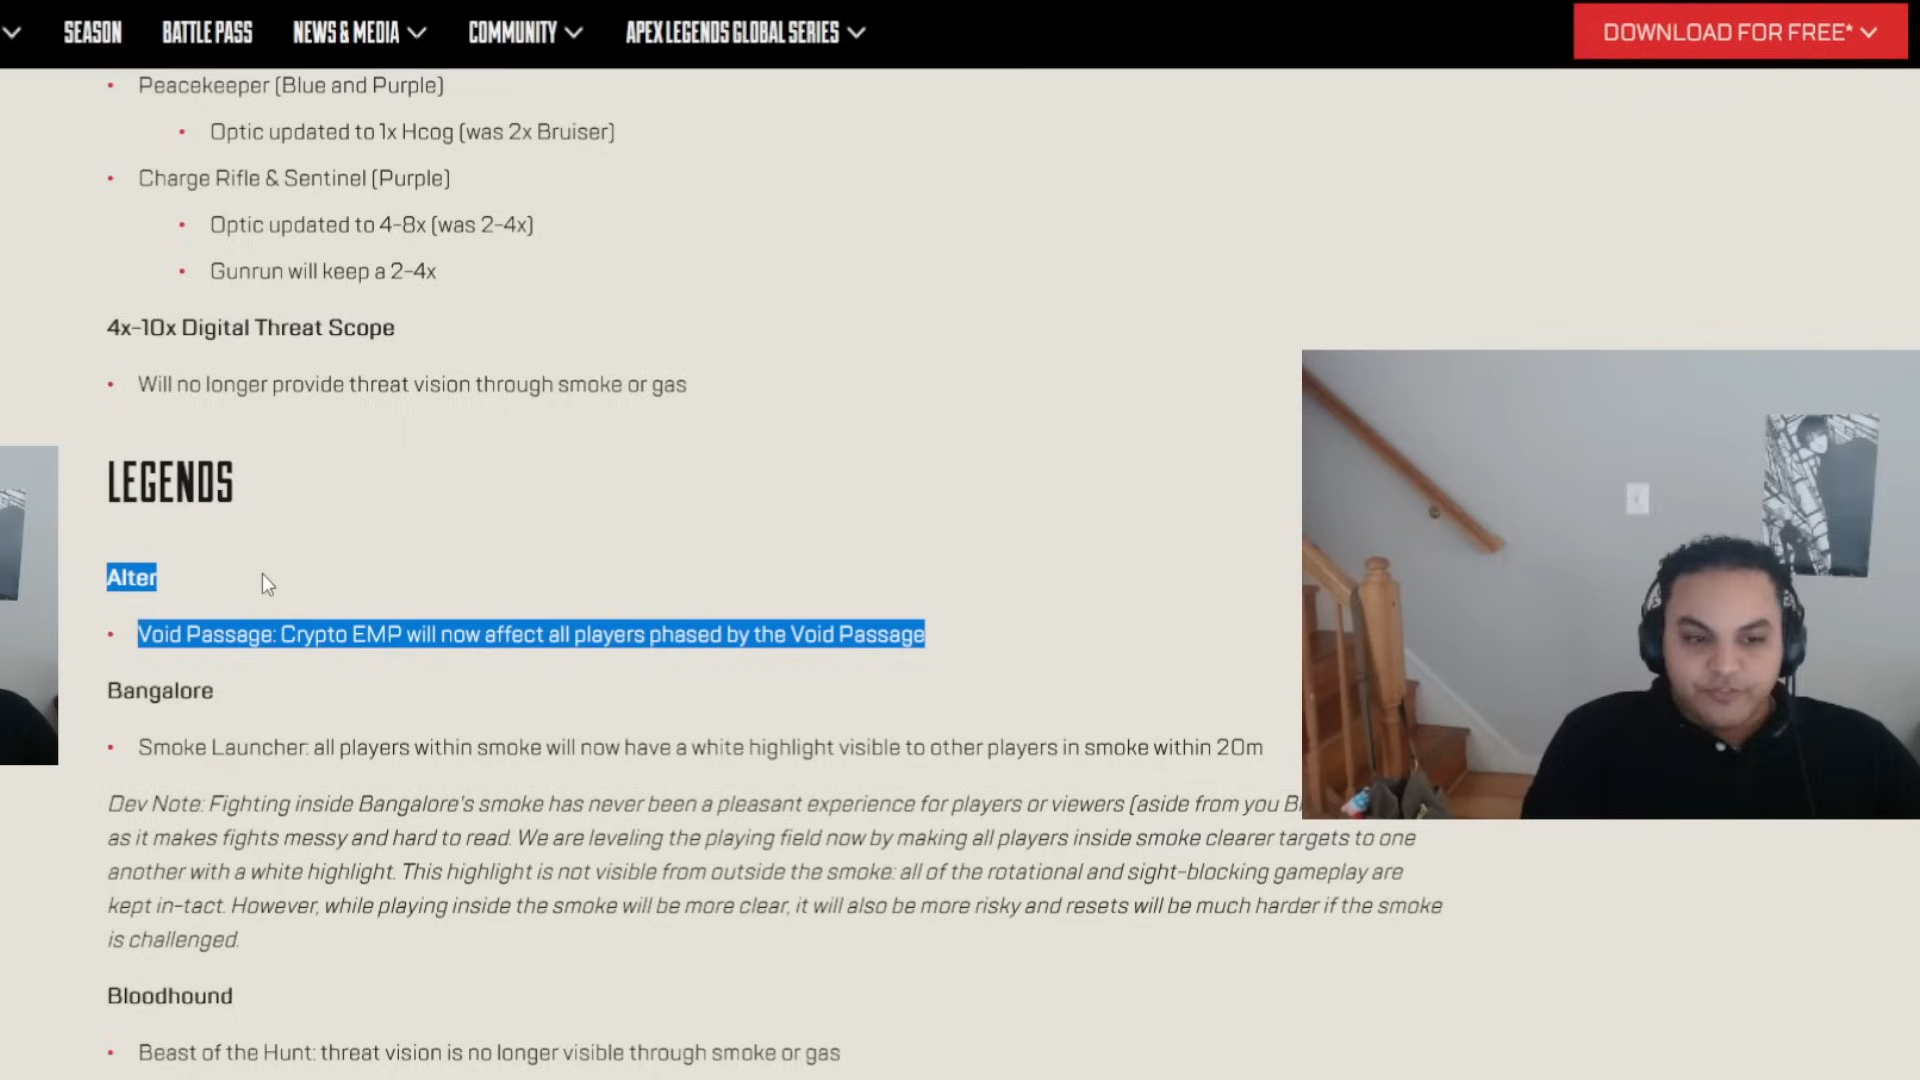 SEASON
BATTLE PASS
NEWS & MEDIA
COMMUNITY
APEX LEGENDS GLOBAL SERIES
DOWNLOAD FOR FREE*
• Peacekeeper (Blue and Purple)
• Optic updated to 1x Hcog (was 2x Bruiser)
• Charge Rifle & Sentinel (Purple)
• Optic updated to 4-8x (was 2-4x)
• Gunrun will keep a 2-4x
4x-10x Digital Threat Scope
• Will no longer provide threat vision through smoke or gas
LEGENDS
Alter
• Void Passage: Crypto EMP will now affect all players phased by the Void Passage
Bangalore
• Smoke Launcher: all players within smoke will now have a white highlight visible to other players in smoke within 20m
Dev Note: Fighting inside Bangalore's smoke has never been a pleasant experience for players or viewers (aside from you
as it makes fights messy and hard to read. We are leveling the playing field now by making all players inside smoke clearer targets to one
another with a white highlight. This highlight is not visible from outside the smoke: all of the rotational and sight-blocking gameplay are
kept in-tact. However, while playing inside the smoke will be more clear, it will also be more risky and resets will be much harder if the smoke
is challenged.
Bloodhound
• Beast of the Hunt: threat vision is no longer visible through smoke or gas